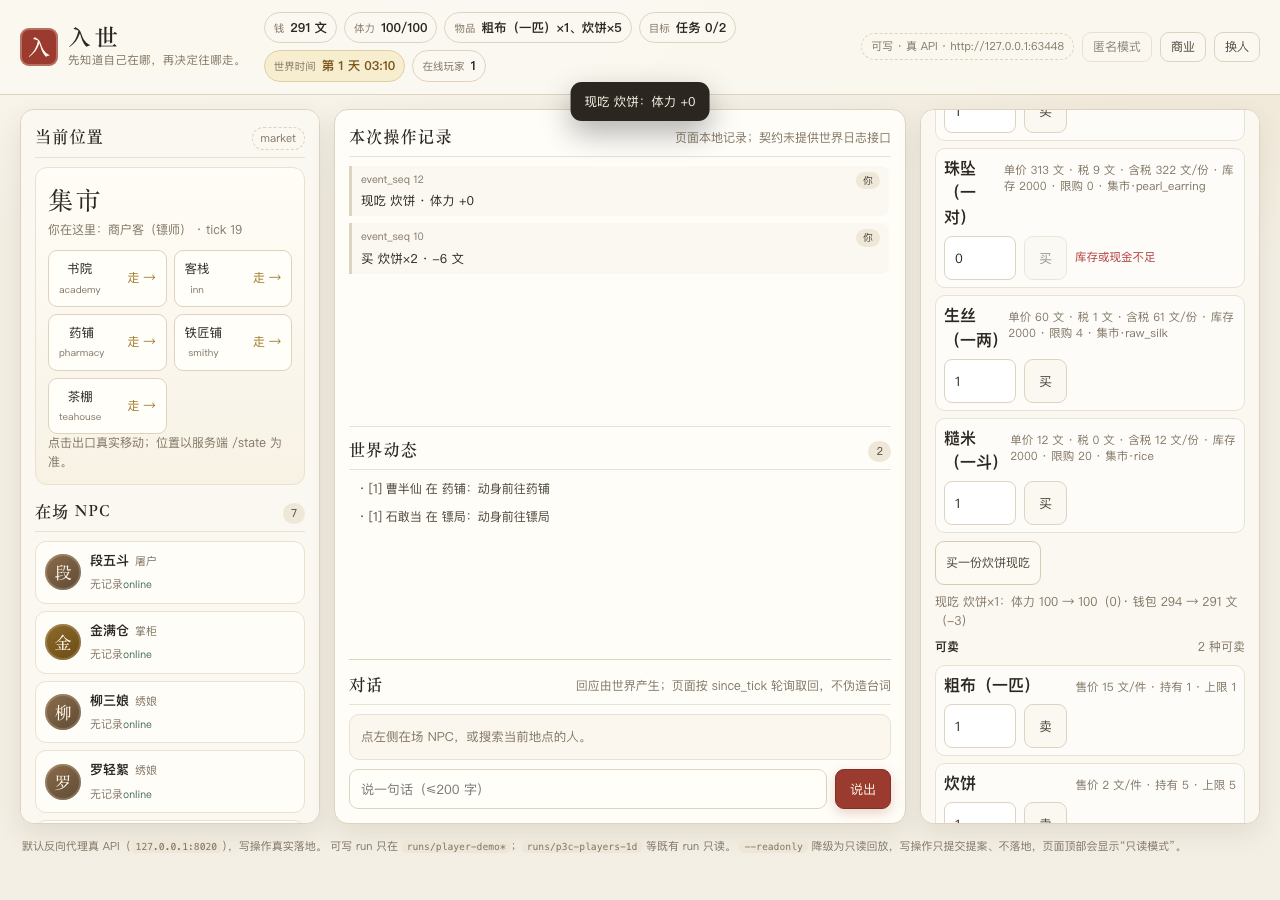 入
入世
先知道自己在哪，再决定往哪走。
钱 291 文
体力 100/100
物品 粗布（一匹）×1、炊饼×5
目标 任务 0/2
世界时间 第 1 天 03:10
在线玩家 1
可写 · 真 API · http://127.0.0.1:63448
匿名模式
商业
换人
现吃 炊饼：体力 +0
当前位置
market
集市
你在这里：商户客（镖师） · tick 19
书院
academy
走 →
客栈
inn
走 →
药铺
pharmacy
走 →
铁匠铺
smithy
走 →
茶棚
teahouse
走 →
点击出口真实移动；位置以服务端 /state 为
准。
在场 NPC
7
段
段五斗 屠户
无记录online
金
金满仓 掌柜
无记录online
柳
柳三娘 绣娘
无记录online
罗
罗轻絮 绣娘
无记录online
本次操作记录
页面本地记录；契约未提供世界日志接口
event_seq 12
你
现吃 炊饼 · 体力 +0
event_seq 10
你
买 炊饼×2 · −6 文
世界动态
2
· [1] 曹半仙 在 药铺：动身前往药铺
· [1] 石敢当 在 镖局：动身前往镖局
对话
回应由世界产生；页面按 since_tick 轮询取回，不伪造台词
点左侧在场 NPC，或搜索当前地点的人。
说一句话（≤200 字）
说出
1
买
珠坠
（一
对）
单价 313 文 · 税 9 文 · 含税 322 文/份 · 库
存 2000 · 限购 0 · 集市·pearl_earring
0
买
库存或现金不足
生丝
（一两）
单价 60 文 · 税 1 文 · 含税 61 文/份 · 库存
2000 · 限购 4 · 集市·raw_silk
1
买
糙米
（一斗）
单价 12 文 · 税 0 文 · 含税 12 文/份 · 库存
2000 · 限购 20 · 集市·rice
1
买
买一份炊饼现吃
现吃 炊饼×1：体力 100 → 100（0）· 钱包 294 → 291 文
（−3）
可卖
2 种可卖
粗布（一匹）
售价 15 文/件 · 持有 1 · 上限 1
1
卖
炊饼
售价 2 文/件 · 持有 5 · 上限 5
1
卖
默认反向代理真 API（ 127.0.0.1:8020 ），写操作真实落地。 可写 run 只在 runs/player-demo* ； runs/p3c-players-1d 等既有 run 只读。 --readonly 降级为只读回放，写操作只提交提案、不落地，页面顶部会显示“只读模式”。